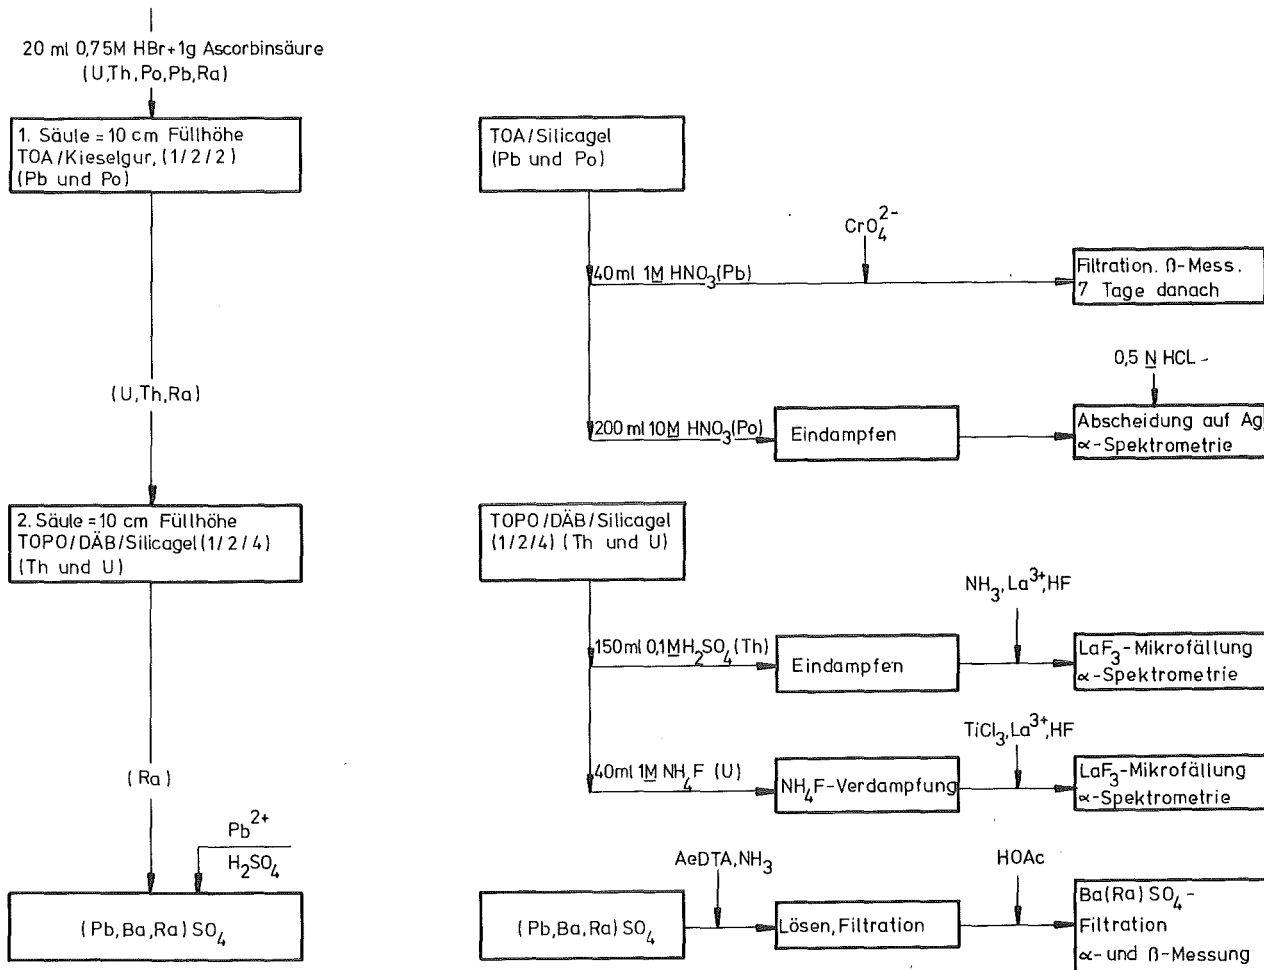 20 ml 0,75M HBr+1g Ascorbinsäure
(U,Th,Po,Pb,Ra)
1. Säule = 10 cm Füllhöhe
TOA/Kieselgur, (1/2/2)
(Pb und Po)
(U,Th,Ra)
2. Säule = 10 cm Füllhöhe
TOPO/DÄB/Silicagel (1/2/4)
(Th und U)
(Ra)
Pb²⁺
H₂SO₄
(Pb,Ba,Ra)SO₄
TOA/Silicagel
(Pb und Po)
CrO₄²⁻
40ml 1M HNO₃(Pb)
Filtration. β-Mess.
7 Tage danach
0,5 N HCL -
200 ml 10M HNO₃(Po)
Eindampfen
Abscheidung auf Ag,
α-Spektrometrie
TOPO/DÄB/Silicagel
(1/2/4) (Th und U)
NH₃,La³⁺,HF
150ml 0,1M H₂SO₄(Th)
Eindampfen
LaF₃-Mikrofällung
α-Spektrometrie
TiCl₃,La³⁺,HF
40ml 1M NH₄F (U)
NH₄F-Verdampfung
LaF₃-Mikrofällung
α-Spektrometrie
AeDTA,NH₃
HOAc
(Pb,Ba,Ra)SO₄
Lösen,Filtration
Ba(Ra)SO₄-
Filtration
α-und β-Messung